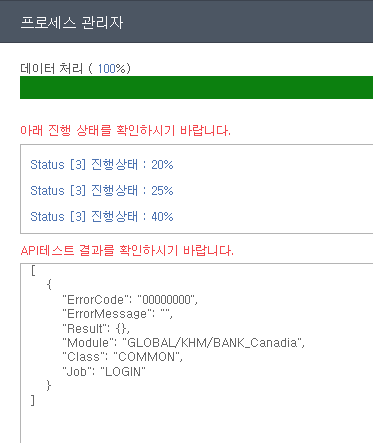 프로세스 관리자
데이터 처리 ( 100%)
아래 진행 상태를 확인하시기 바랍니다.
Status [3] 진행상태 : 20%
Status [3] 진행상태 : 25%
Status [3] 진행상태 : 40%
API테스트 결과를 확인하시기 바랍니다.
[
{
"ErrorCode": "00000000",
"ErrorMessage": "",
"Result": {},
"Module": "GLOBAL/KHM/BANK_Canadia",
"Class": "COMMON",
"Job": "LOGIN"
}
]